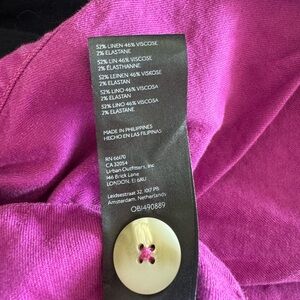 52% LINEN 46% VISCOSE
2% ELASTANE
52% LIN 46% VISCOSE
2% ÉLASTHANNE
52% LEINEN 46% VISKOSE
2% ELASTAN
52% LINO 46% VISCOSA
2% ELASTAN
52% LINO 46% VISCOSA
2% ELASTANE
MADE IN PHILIPPINES
HECHO EN LAS FILIPINAS
RN 66170
CA 32054
Urban Outfitters, Inc
146 Brick Lane
LONDON, E1 6RU
Leidsestraat 32, 1017 PB
Amsterdam, Netherlands
OB1490889